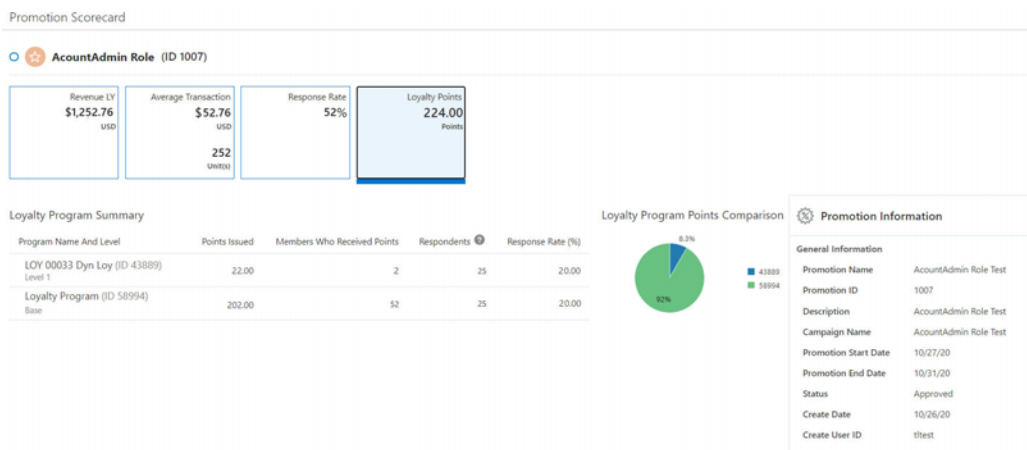 Promotion Scorecard
AcountAdmin Role (ID 1007)
Revenue LY
$1,252.76
USD
Average Transaction
$52.76
USD
252
Unit(s)
Response Rate
52%
Loyalty Points
224.00
Points
Loyalty Program Summary
Program Name And Level Points Issued Members Who Received Points Respondents ? Response Rate (%)
LOY 00033 Dyn Loy (ID 43889) 22.00 2 25 20.00
Level 1
Loyalty Program (ID 58994) 202.00 52 25 20.00
Base
Loyalty Program Points Comparison
8.3%
92%
43889
58994
Promotion Information
General Information
Promotion Name AcountAdmin Role Test
Promotion ID 1007
Description AcountAdmin Role Test
Campaign Name AcountAdmin Role Test
Promotion Start Date 10/27/20
Promotion End Date 10/31/20
Status Approved
Create Date 10/26/20
Create User ID tltest